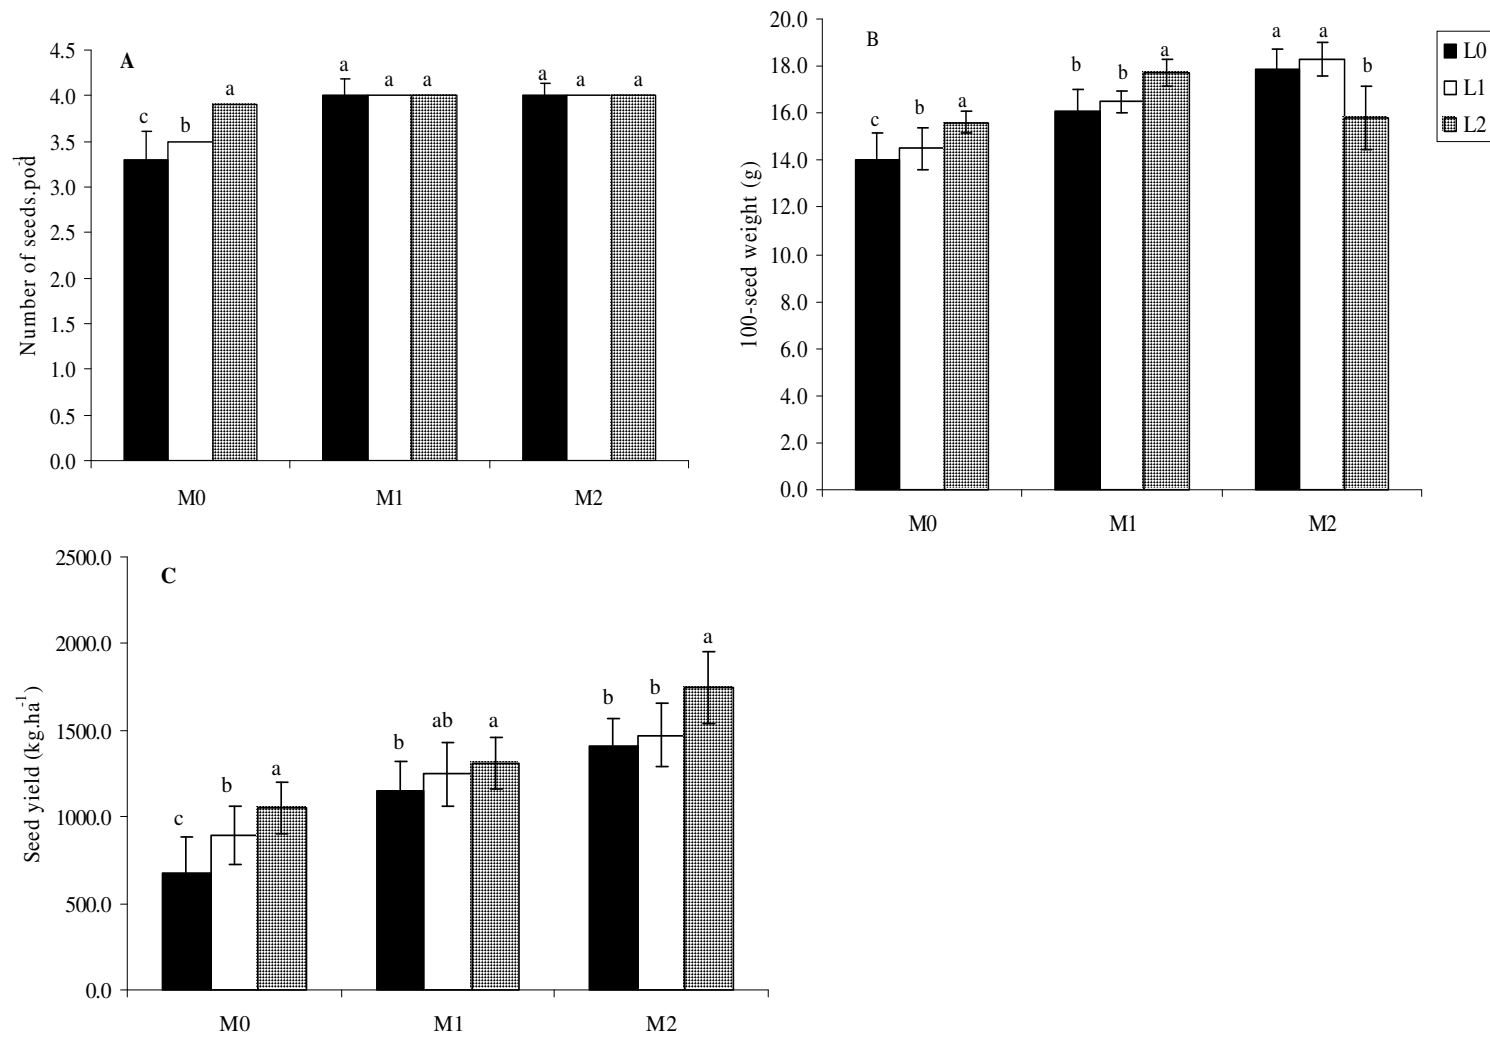 A
Number of seeds.pod-1
4.5
4.0
3.5
3.0
2.5
2.0
1.5
1.0
0.5
0.0
c
b
a
a
a
a
a
a
a
M0
M1
M2
B
100-seed weight (g)
20.0
18.0
16.0
14.0
12.0
10.0
8.0
6.0
4.0
2.0
0.0
c
b
a
b
b
a
a
a
b
M0
M1
M2
L0
L1
L2
C
Seed yield (kg.ha-1)
2500.0
2000.0
1500.0
1000.0
500.0
0.0
c
b
a
b
ab
a
b
b
a
M0
M1
M2